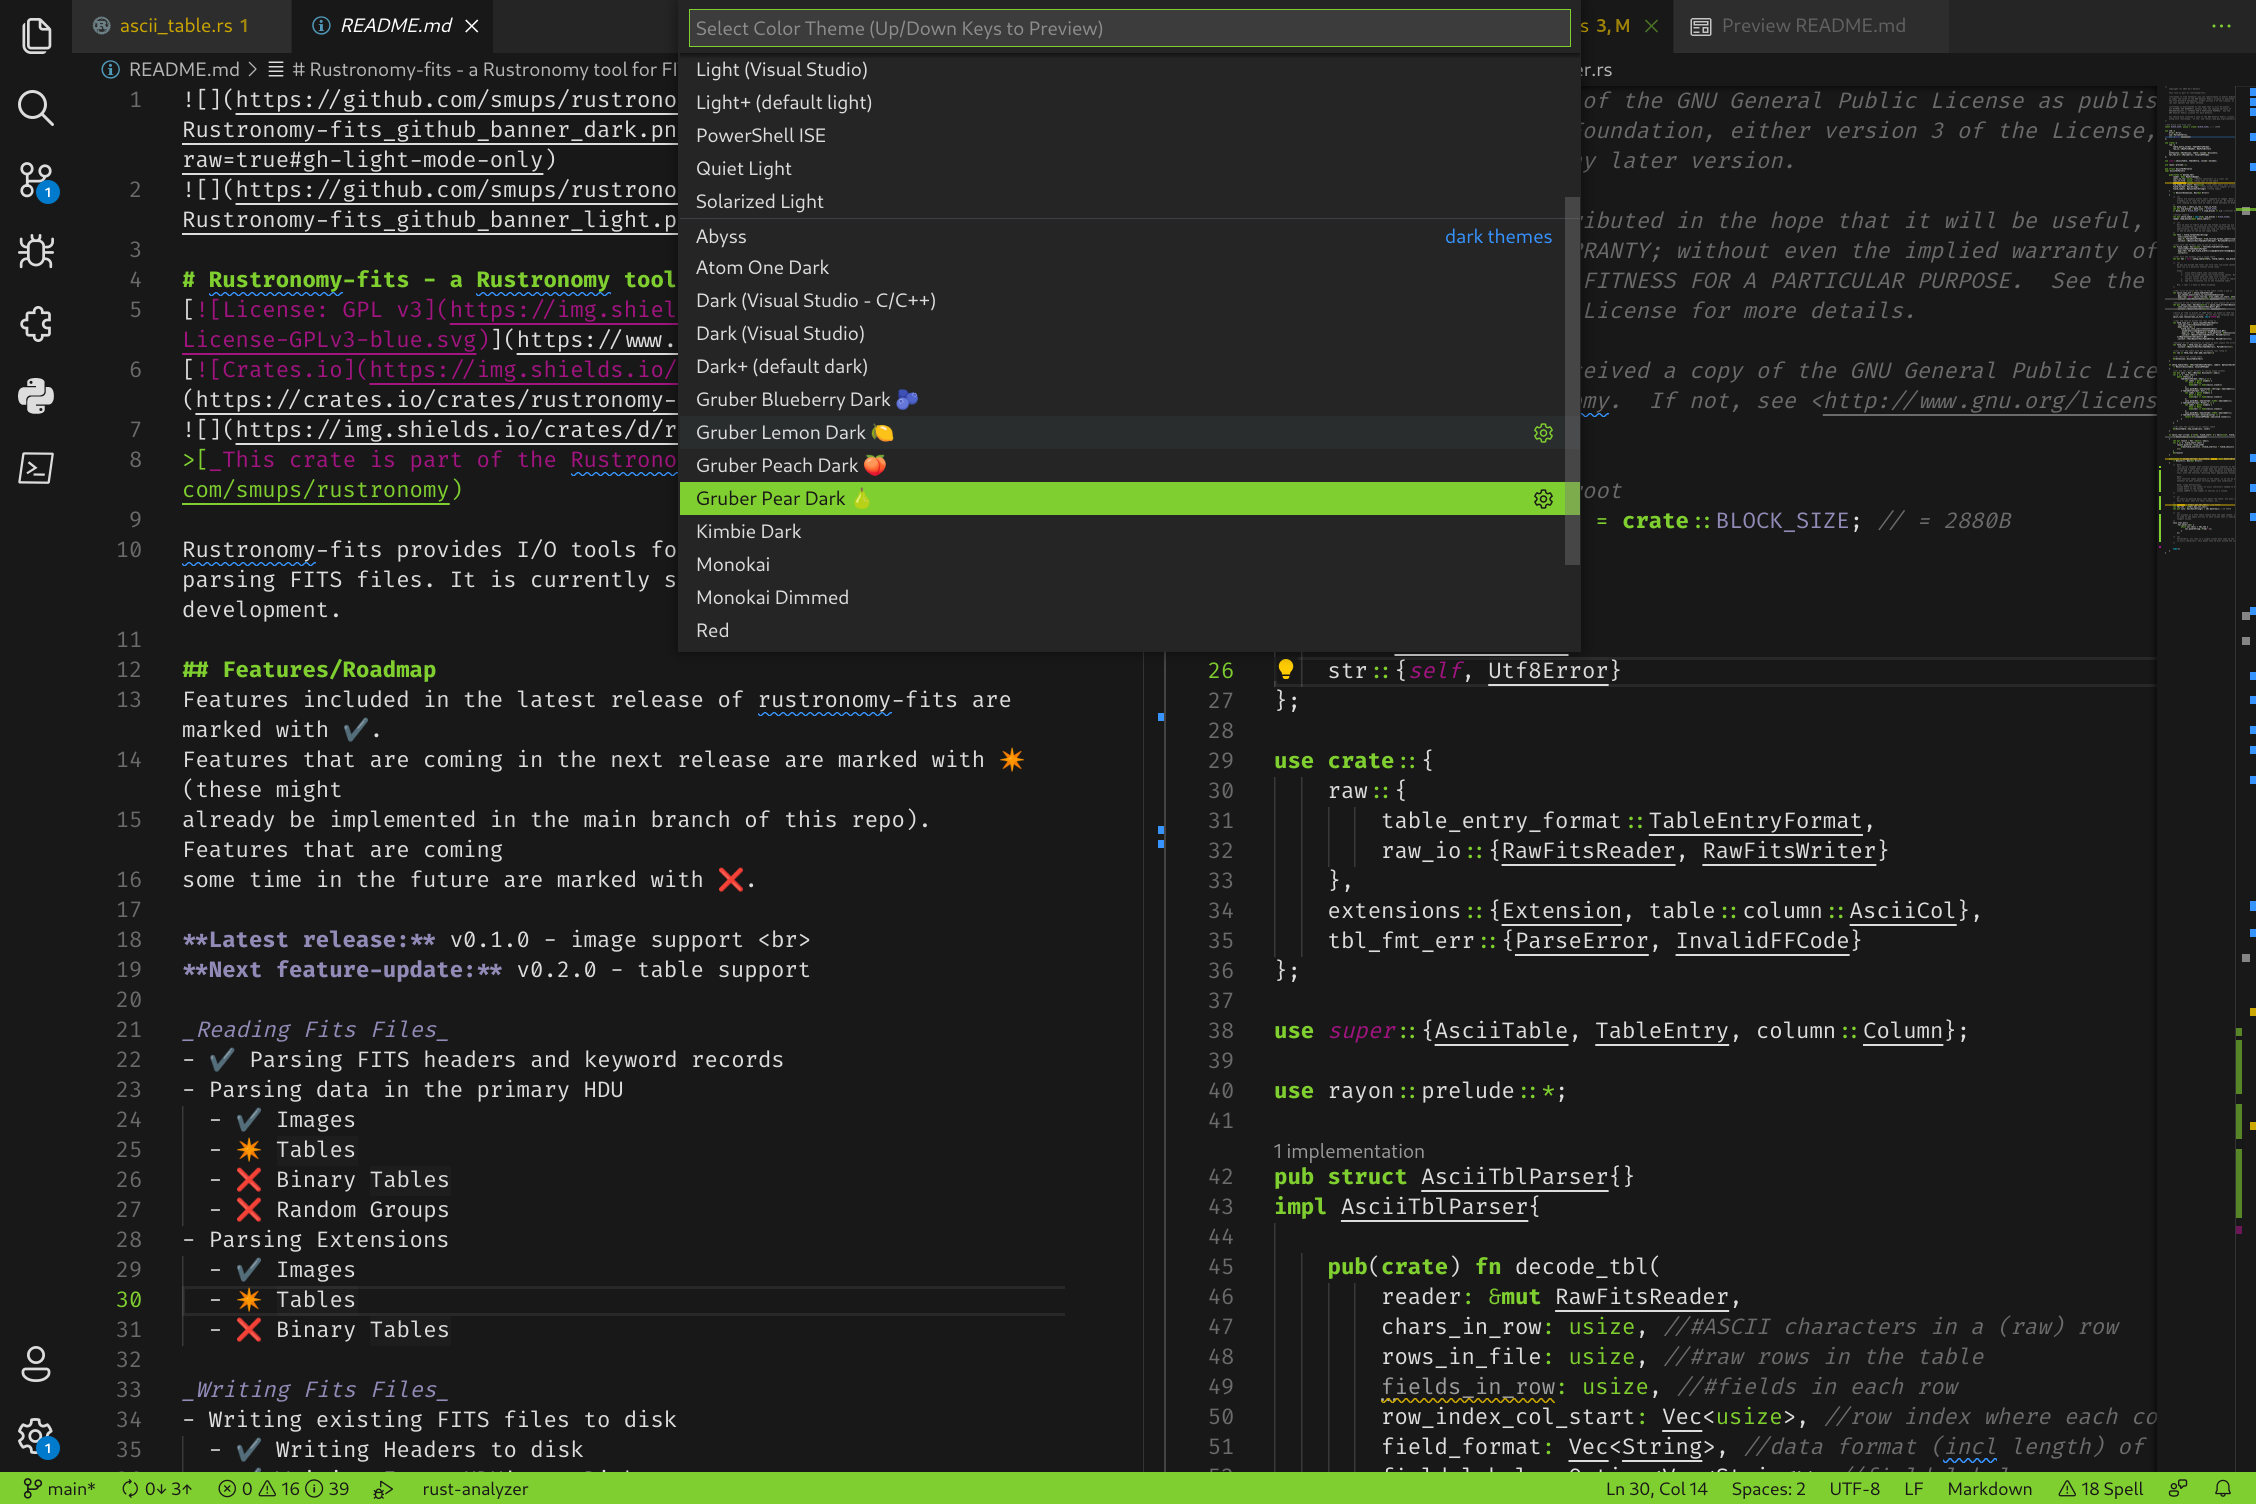 ascii_table.rs 1
README.md
Select Color Theme (Up/Down Keys to Preview)
s 3, M
Preview README.md
README.md > # Rustronomy-fits - a Rustronomy tool for FI
er.rs
Light (Visual Studio)
Light+ (default light)
PowerShell ISE
Quiet Light
Solarized Light
Abyss
dark themes
Atom One Dark
Dark (Visual Studio - C/C++)
Dark (Visual Studio)
Dark+ (default dark)
Gruber Blueberry Dark 🫐
Gruber Lemon Dark 🍋
Gruber Peach Dark 🍑
Gruber Pear Dark 🍐
Kimbie Dark
Monokai
Monokai Dimmed
Red
1 ![](https://github.com/smups/rustrono
Rustronomy-fits_github_banner_dark.pn
raw=true#gh-light-mode-only)
2 ![](https://github.com/smups/rustrono
Rustronomy-fits_github_banner_light.p
3
4 # Rustronomy-fits - a Rustronomy tool
5 [![License: GPL v3](https://img.shiel
License-GPLv3-blue.svg)](https://www.
6 [![Crates.io](https://img.shields.io/
(https://crates.io/crates/rustronomy-
7 ![](https://img.shields.io/crates/d/r
8 >[_This crate is part of the Rustrono
com/smups/rustronomy)
9
10 Rustronomy-fits provides I/O tools fo
parsing FITS files. It is currently s
development.
11
12 ## Features/Roadmap
13 Features included in the latest release of rustronomy-fits are
marked with ✔️.
14 Features that are coming in the next release are marked with ✴️
(these might
15 already be implemented in the main branch of this repo).
Features that are coming
16 some time in the future are marked with ❌.
17
18 **Latest release:** v0.1.0 - image support <br>
19 **Next feature-update:** v0.2.0 - table support
20
21 _Reading Fits Files_
22 - ✔️ Parsing FITS headers and keyword records
23 - Parsing data in the primary HDU
24 - ✔️ Images
25 - ✴️ Tables
26 - ❌ Binary Tables
27 - ❌ Random Groups
28 - Parsing Extensions
29 - ✔️ Images
30 - ✴️ Tables
31 - ❌ Binary Tables
32
33 _Writing Fits Files_
34 - Writing existing FITS files to disk
35 - ✔️ Writing Headers to disk
of the GNU General Public License as publis
oundation, either version 3 of the License,
y later version.
ibuted in the hope that it will be useful,
RRANTY; without even the implied warranty of
FITNESS FOR A PARTICULAR PURPOSE.  See the
License for more details.
eived a copy of the GNU General Public Lice
my.  If not, see <http://www.gnu.org/licens
oot
= crate::BLOCK_SIZE; // = 2880B
26 str::{self, Utf8Error}
27 };
28
29 use crate::{
30 raw::{
31 table_entry_format::TableEntryFormat,
32 raw_io::{RawFitsReader, RawFitsWriter}
33 },
34 extensions::{Extension, table::column::AsciiCol},
35 tbl_fmt_err::{ParseError, InvalidFFCode}
36 };
37
38 use super::{AsciiTable, TableEntry, column::Column};
39
40 use rayon::prelude::*;
41
1 implementation
42 pub struct AsciiTblParser{}
43 impl AsciiTblParser{
44
45 pub(crate) fn decode_tbl(
46 reader: &mut RawFitsReader,
47 chars_in_row: usize, //#ASCII characters in a (raw) row
48 rows_in_file: usize, //#raw rows in the table
49 fields_in_row: usize, //#fields in each row
50 row_index_col_start: Vec<usize>, //row index where each co
51 field_format: Vec<String>, //data format (incl length) of
main* 0↓ 3↑ 0 16 39 rust-analyzer
Ln 30, Col 14 Spaces: 2 UTF-8 LF Markdown 18 Spell